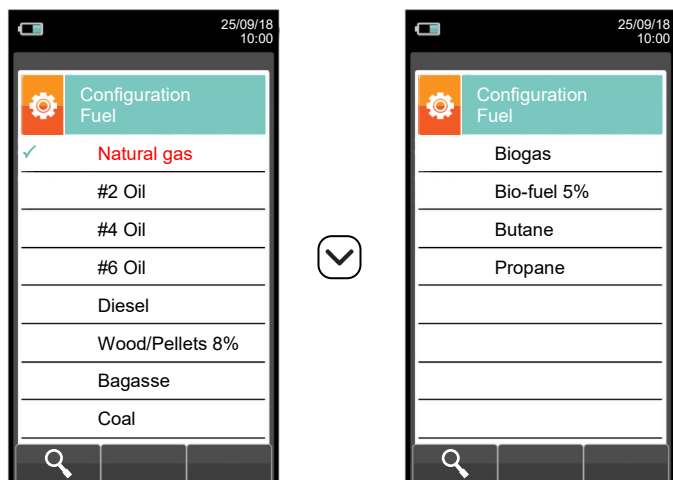 25/09/18
10:00
Configuration
Fuel
Natural gas
#2 Oil
#4 Oil
#6 Oil
Diesel
Wood/Pellets 8%
Bagasse
Coal
25/09/18
10:00
Configuration
Fuel
Biogas
Bio-fuel 5%
Butane
Propane